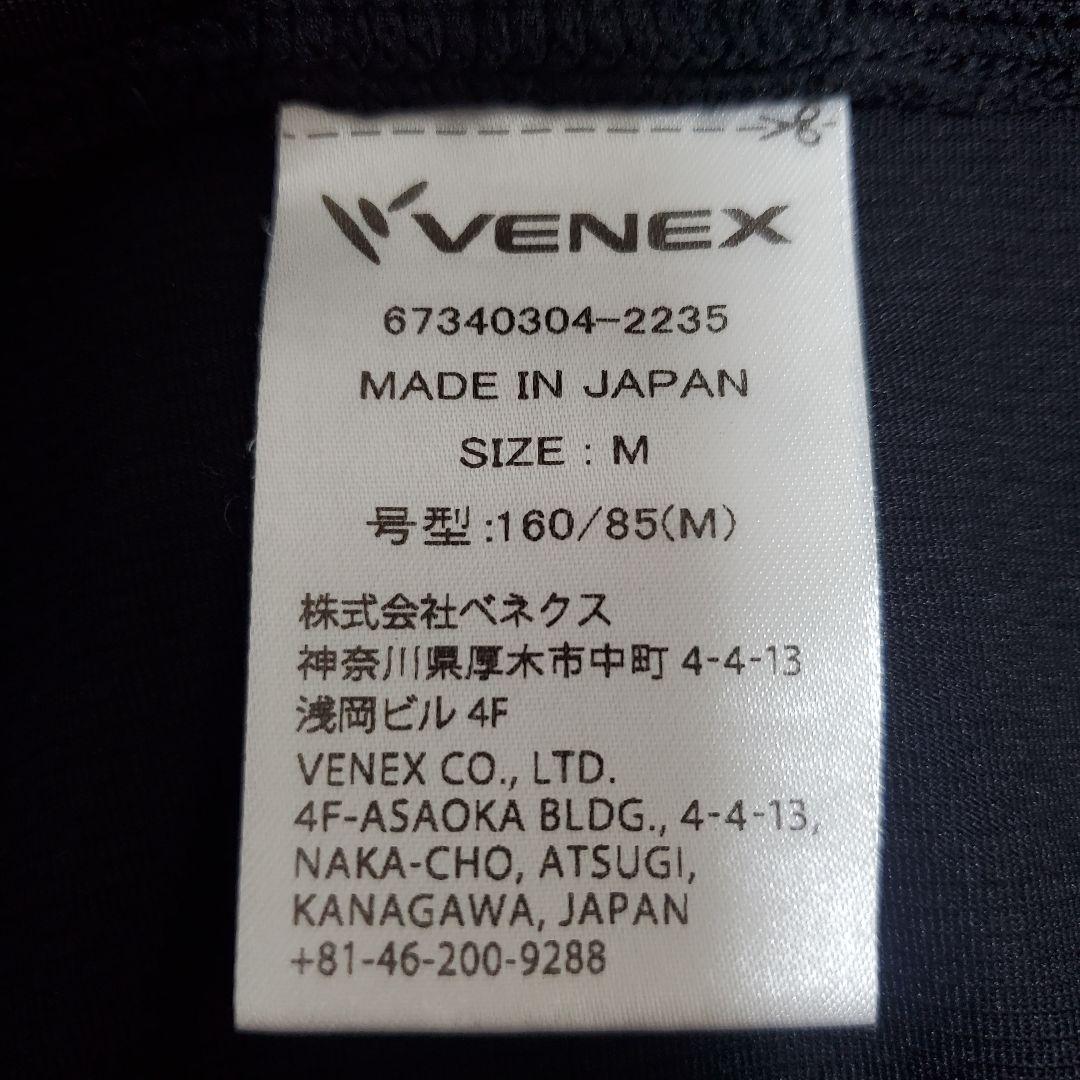 VENEX
67340304-2235
MADE IN JAPAN
SIZE : M
号型:160/85(M)
株式会社ベネクス
神奈川県厚木市中町 4-4-13
浅岡ビル 4F
VENEX CO., LTD.
4F-ASAOKA BLDG., 4-4-13,
NAKA-CHO, ATSUGI,
KANAGAWA, JAPAN
+81-46-200-9288